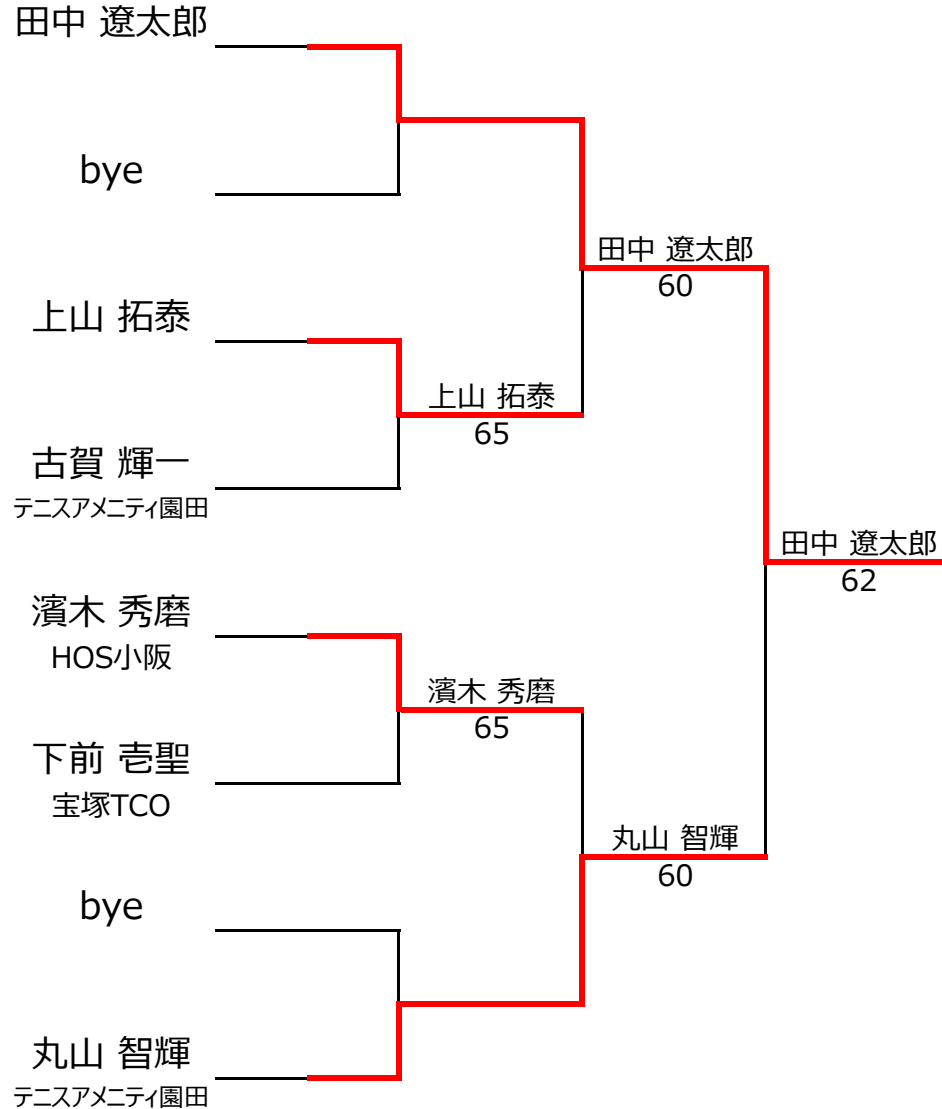 田中 遼太郎
bye
上山 拓泰
古賀 輝一
テニスアメニティ園田
濱木 秀磨
HOS小阪
下前 壱聖
宝塚TCO
bye
丸山 智輝
テニスアメニティ園田
上山 拓泰
65
濱木 秀磨
65
田中 遼太郎
60
丸山 智輝
60
田中 遼太郎
62